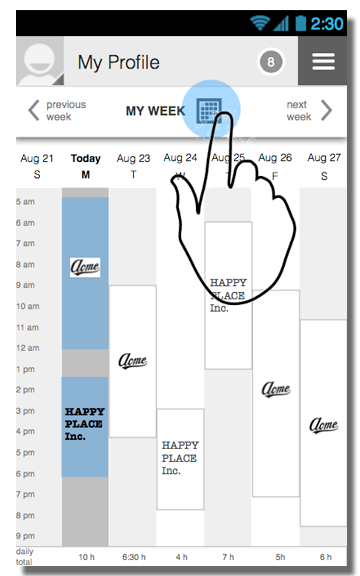 2:30
My Profile
8
previous
week
MY WEEK
next
week
Aug 21
Today
Aug 23
Aug 24
Aug 25
Aug 26
Aug 27
S
M
T
W
F
S
5 am
6 am
7 am
8 am
9 am
10 am
11 am
12 am
1 pm
2 pm
3 pm
4 pm
5 pm
6 pm
7 pm
8 pm
9 pm
Acme
HAPPY
PLACE
Inc.
Acme
HAPPY
PLACE
Inc.
HAPPY
PLACE
Inc.
Acme
Acme
daily
total
10 h
6:30 h
4 h
7 h
5h
6 h